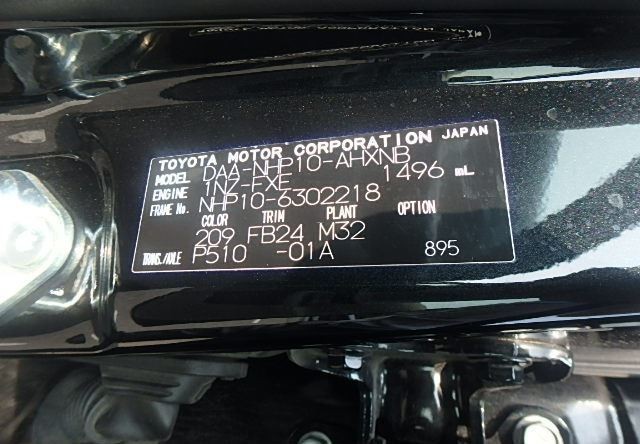 TOYOTA MOTOR CORPORATION JAPAN
MODEL DAA-NHP10-AHXNB
ENGINE 1NZ-FXE 1496 mL
FRAME No. NHP10-6302218
COLOR TRIM PLANT OPTION
209 FB24 M32
TRANS./AXLE P510 -01A 895